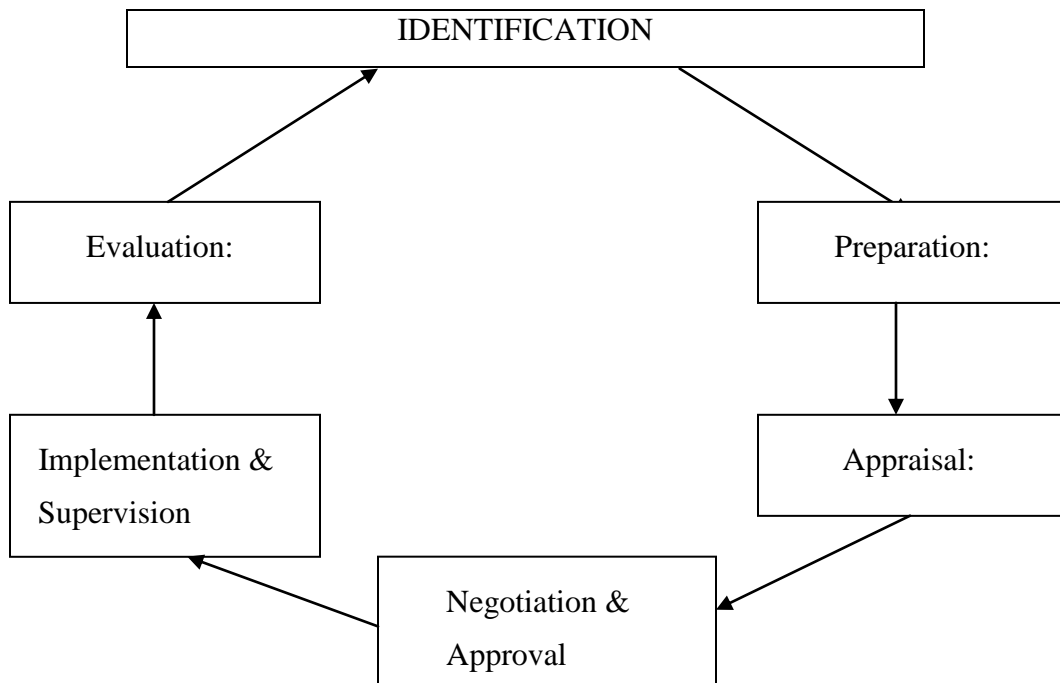 IDENTIFICATION
Evaluation:
Preparation:
Implementation &
Supervision
Appraisal:
Negotiation &
Approval